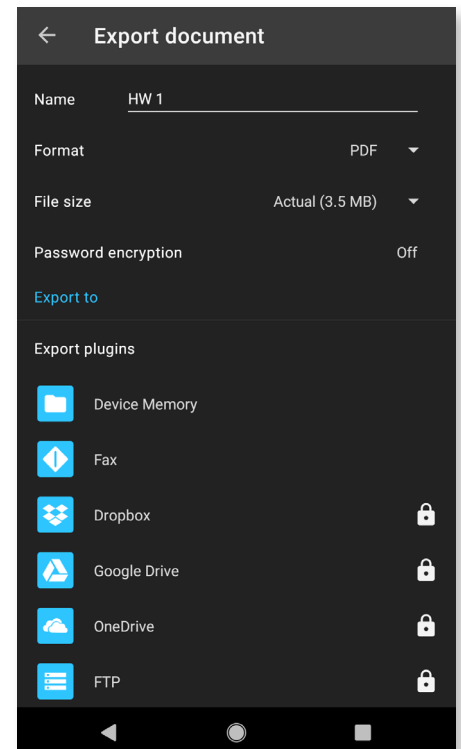 Export document
Name HW 1
Format PDF
File size Actual (3.5 MB)
Password encryption Off
Export to
Export plugins
Device Memory
Fax
Dropbox
Google Drive
OneDrive
FTP